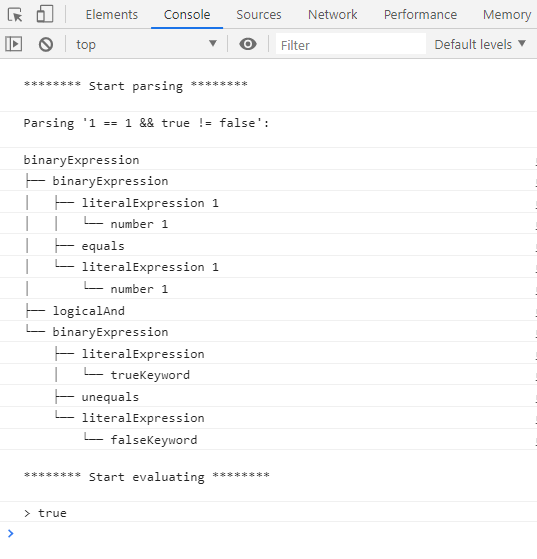 Elements Console Sources Network Performance Memory
top Filter Default levels
******** Start parsing ********
Parsing '1 == 1 && true != false':
binaryExpression
├── binaryExpression
│   ├── literalExpression 1
│   │   └── number 1
│   ├── equals
│   └── literalExpression 1
│       └── number 1
├── logicalAnd
└── binaryExpression
    ├── literalExpression
    │   └── trueKeyword
    ├── unequals
    └── literalExpression
        └── falseKeyword
******** Start evaluating ********
> true